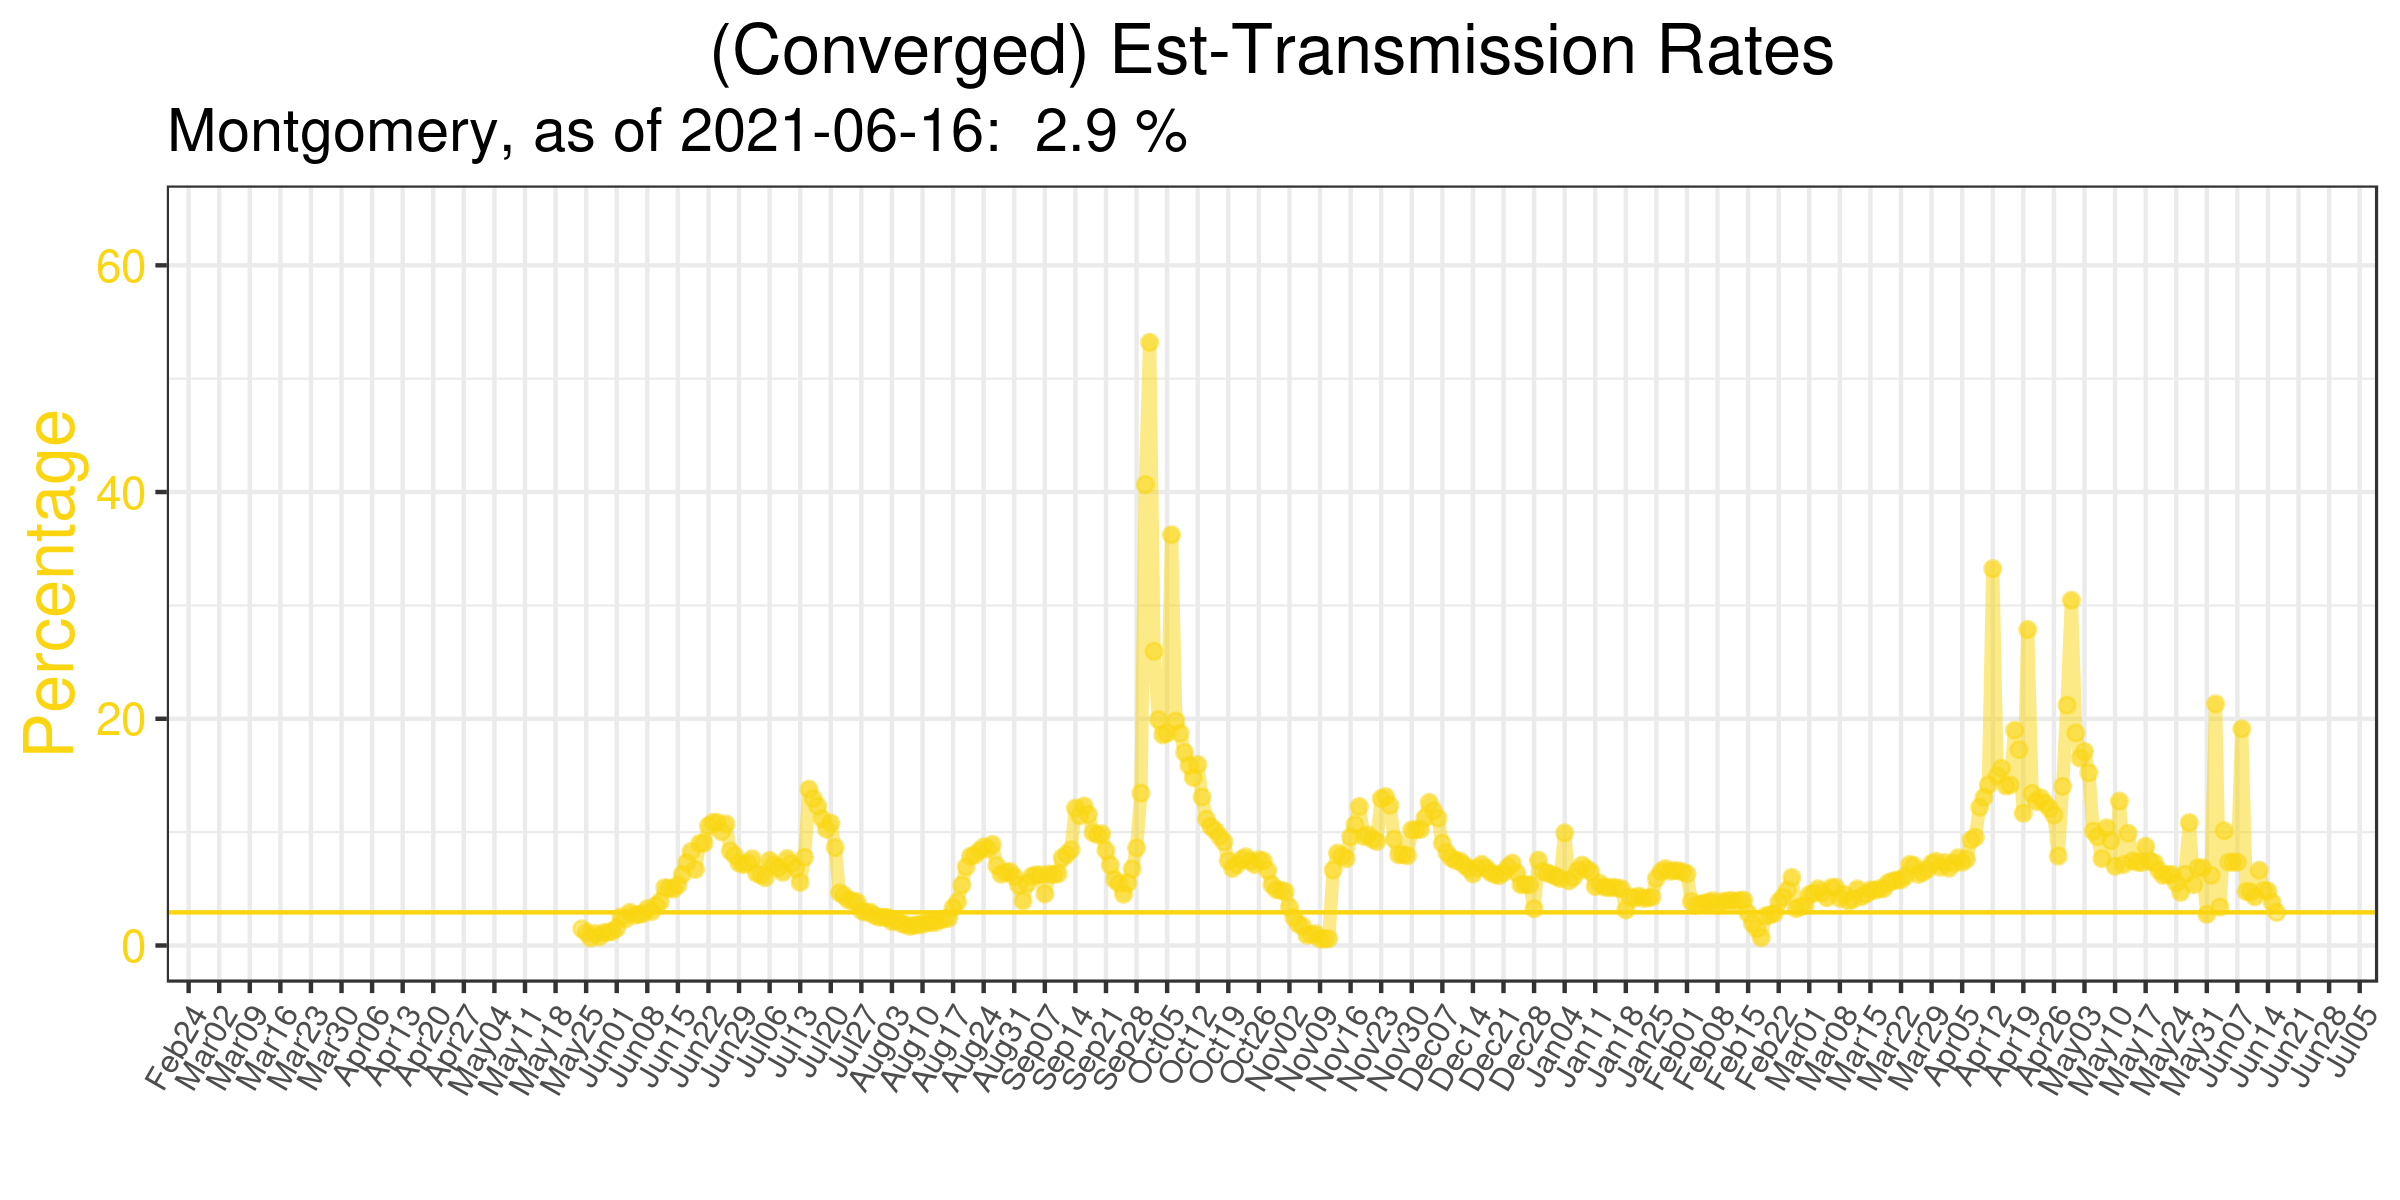 (Converged) Est-Transmission Rates
Montgomery, as of 2021-06-16: 2.9 %
Percentage
60
40
20
0
Feb24
Mar02
Mar09
Mar16
Mar23
Mar30
Apr06
Apr13
Apr20
Apr27
May04
May11
May18
May25
Jun01
Jun08
Jun15
Jun22
Jun29
Jul06
Jul13
Jul20
Jul27
Aug03
Aug10
Aug17
Aug24
Aug31
Sep07
Sep14
Sep21
Sep28
Oct05
Oct12
Oct19
Oct26
Nov02
Nov09
Nov16
Nov23
Nov30
Dec07
Dec14
Dec21
Dec28
Jan04
Jan11
Jan18
Jan25
Feb01
Feb08
Feb15
Feb22
Mar01
Mar08
Mar15
Mar22
Mar29
Apr05
Apr12
Apr19
Apr26
May03
May10
May17
May24
May31
Jun07
Jun14
Jun21
Jun28
Jul05